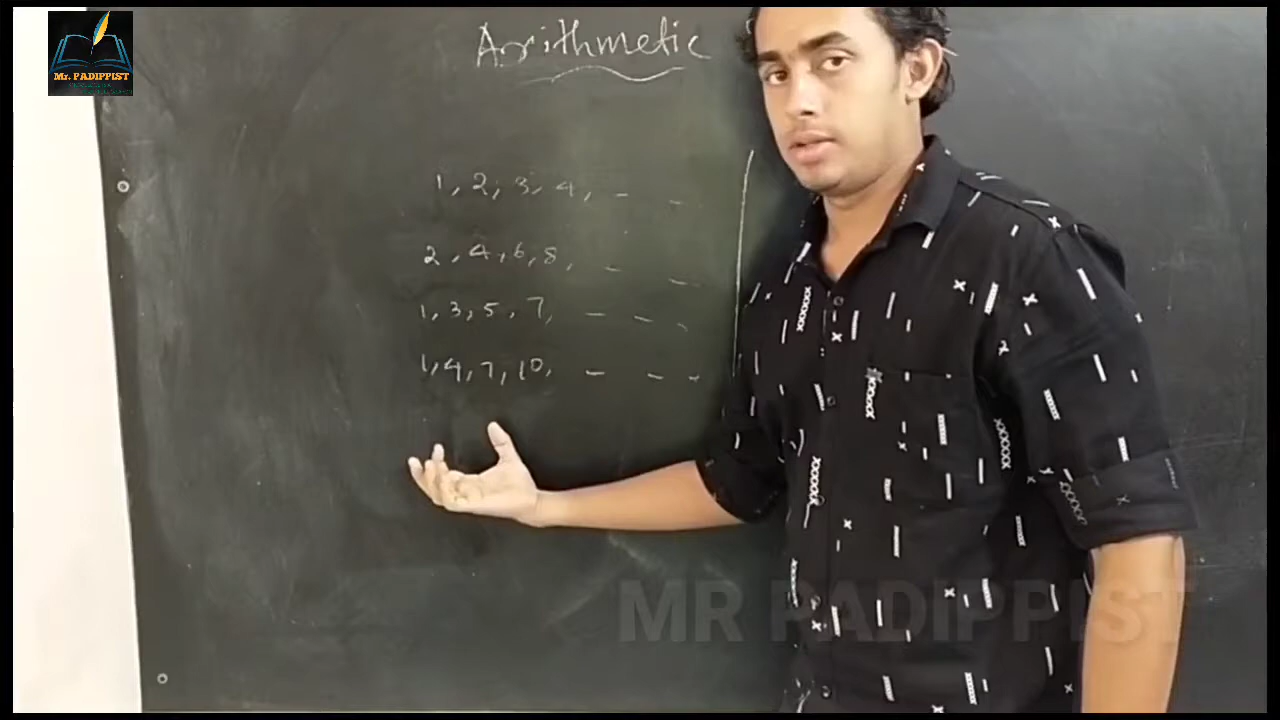 Mr. PADIPPIST
Arithmetic
1, 2, 3, 4, - -
2, 4, 6, 8, - -
1, 3, 5, 7, - - -
1, 4, 7, 10, - - -
MR PADIPPIST